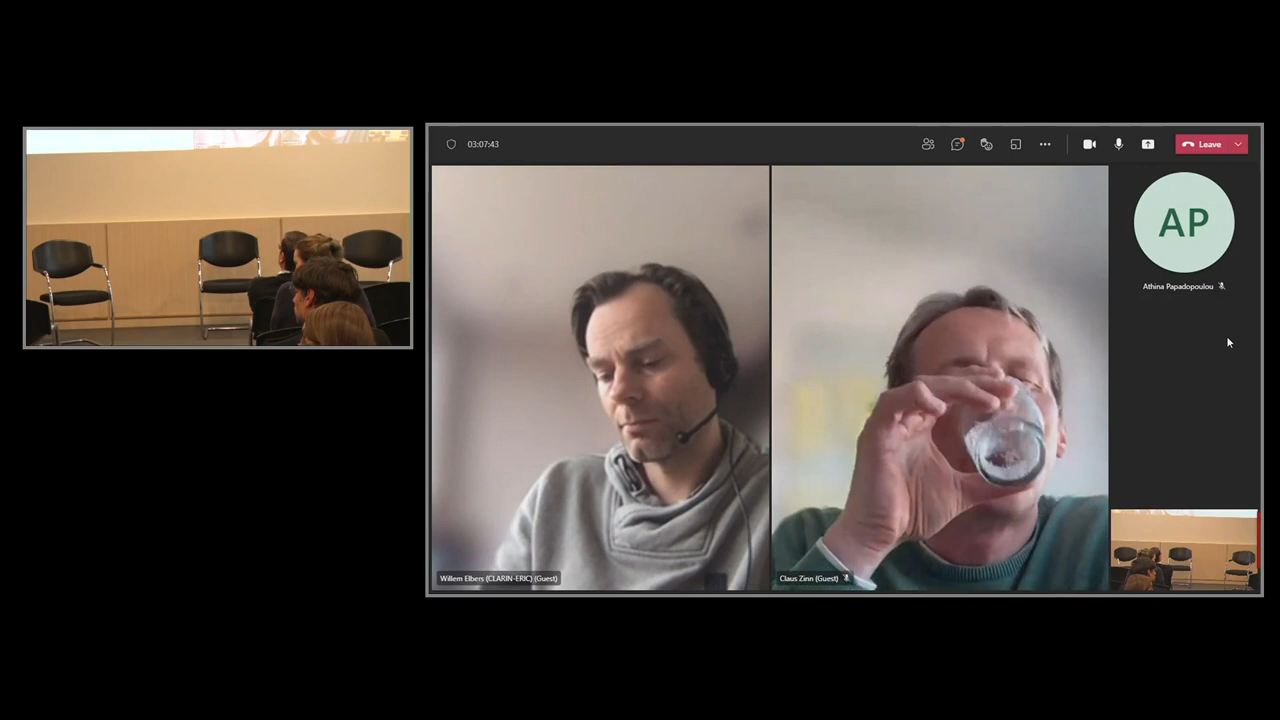 03:07:43
Leave
AP
Athina Papadopoulou
Willem Elbers (CLARIN-ERIC) (Guest)
Claus Zinn (Guest)